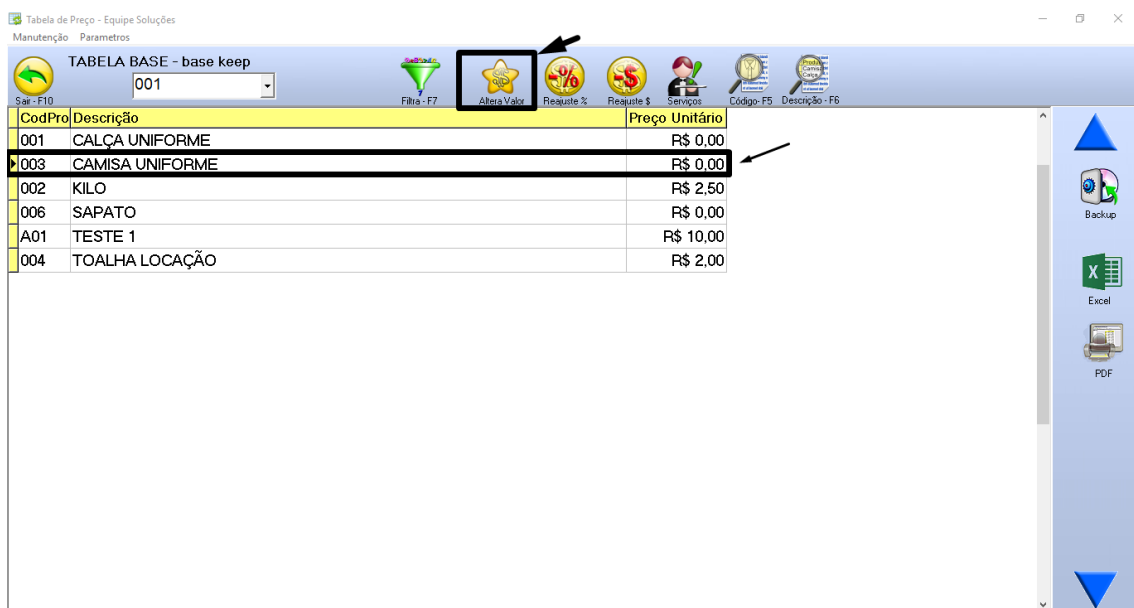 Tabela de Preço - Equipe Soluções
Manutenção Parametros
TABELA BASE - base keep
001
Sair - F10
Filtra - F7
Altera Valor
Reajuste %
Reajuste $
Serviços
Código- F5
Descrição - F6
CodPro Descrição Preço Unitário
001 CALÇA UNIFORME R$ 0,00
003 CAMISA UNIFORME R$ 0,00
002 KILO R$ 2,50
006 SAPATO R$ 0,00
A01 TESTE 1 R$ 10,00
004 TOALHA LOCAÇÃO R$ 2,00
Backup
Excel
PDF